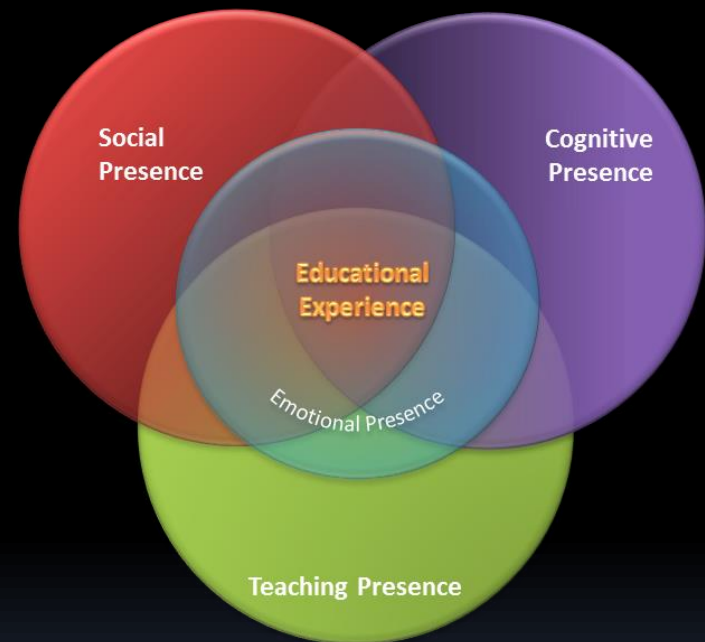 Social
Presence
Cognitive
Presence
Educational
Experience
Emotional Presence
Teaching Presence